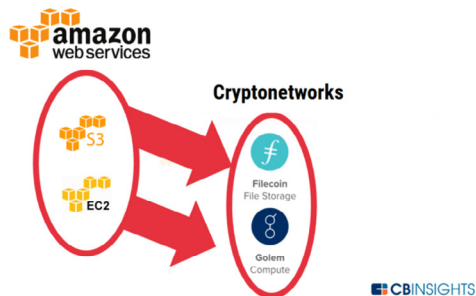 amazon
web services
Cryptonetworks
S3
EC2
Filecoin
File Storage
Golem
Compute
CBINSIGHTS